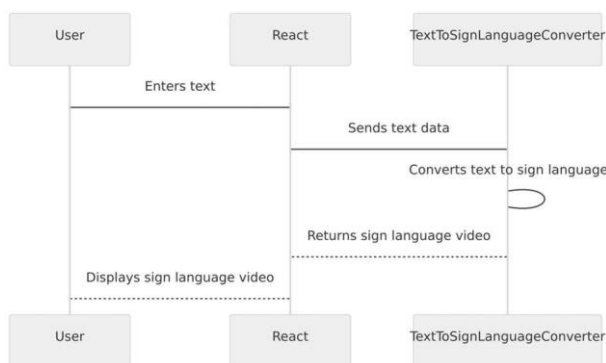 User
React
TextToSignLanguageConverter
Enters text
Sends text data
Converts text to sign language
Returns sign language video
Displays sign language video
User
React
TextToSignLanguageConverter